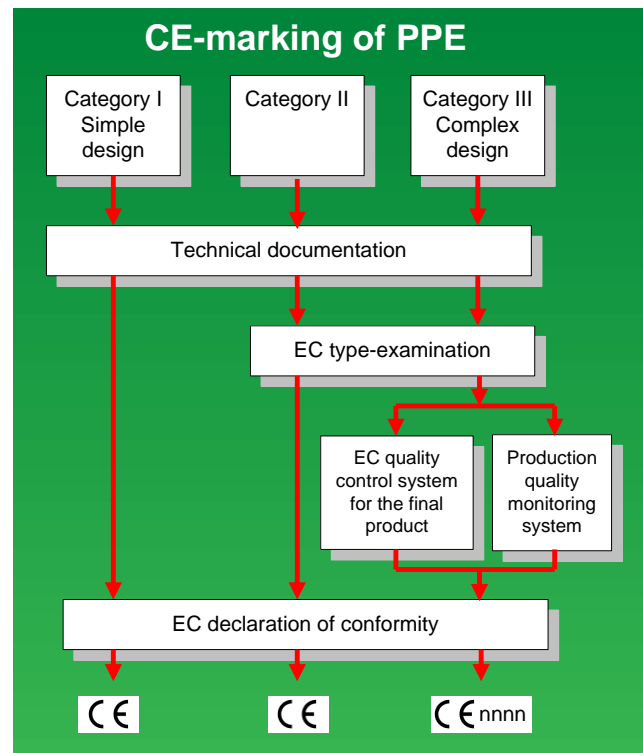 CE-marking of PPE
Category I
Simple
design
Category II
Category III
Complex
design
Technical documentation
EC type-examination
EC quality
control system
for the final
product
Production
quality
monitoring
system
EC declaration of conformity
CE
CE
CE nnnn